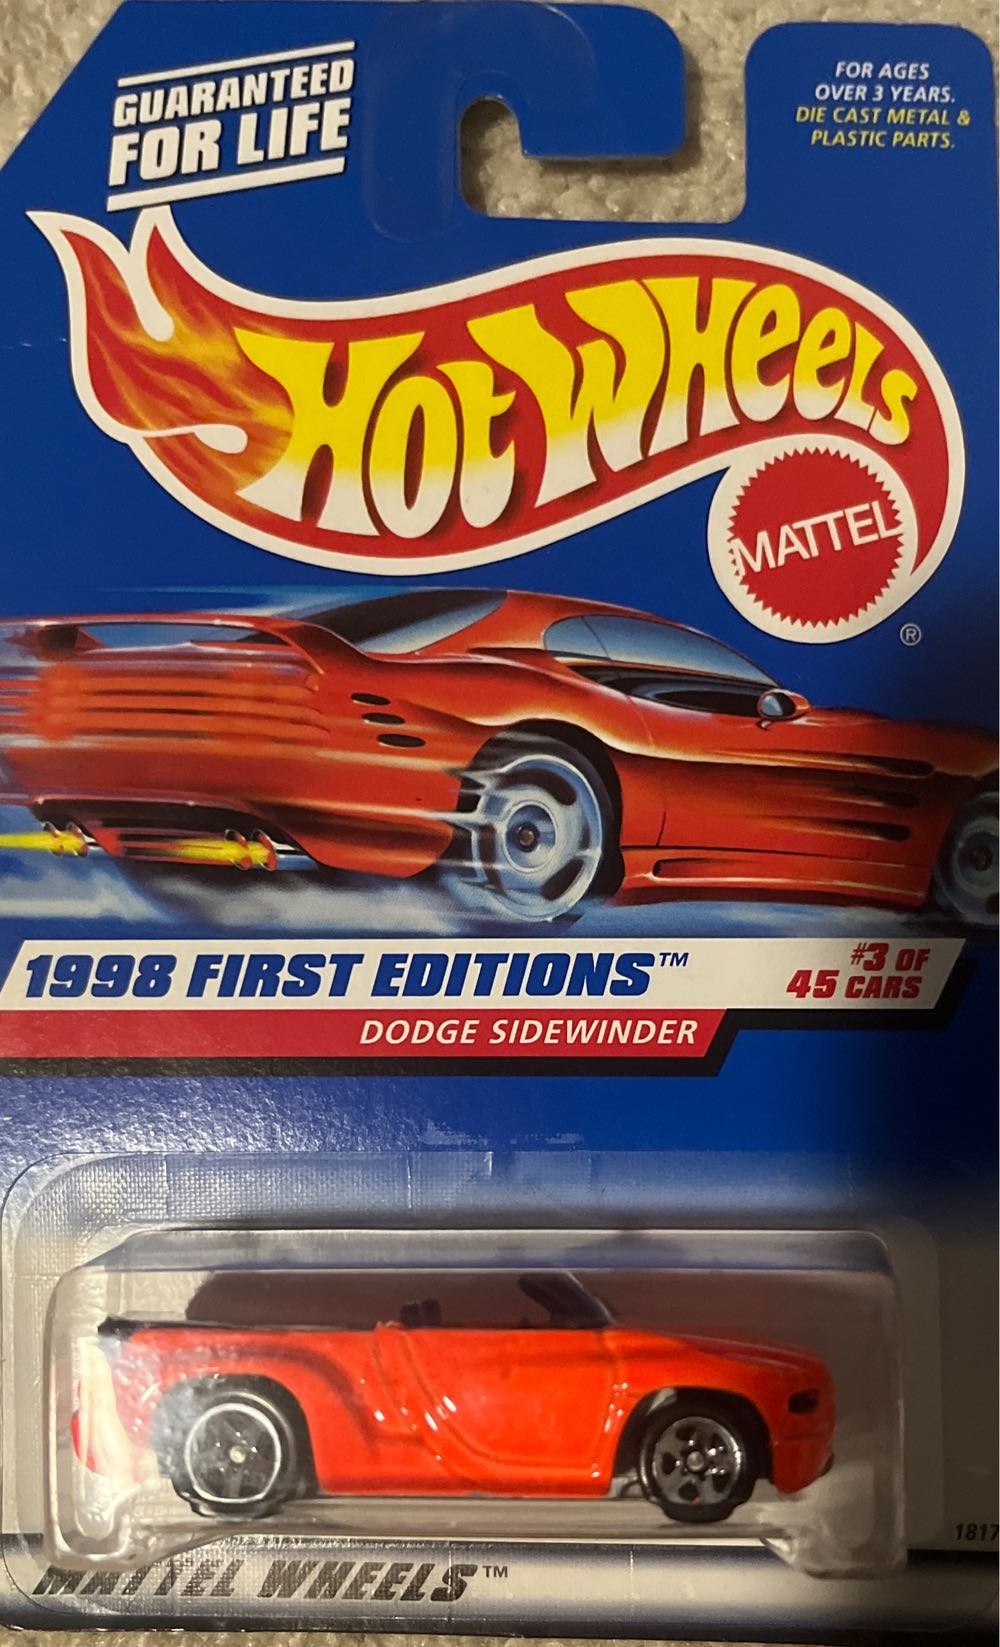 GUARANTEED
FOR LIFE
FOR AGES
OVER 3 YEARS.
DIE CAST METAL &
PLASTIC PARTS.
HOT WHEELS
MATTEL
®
1998 FIRST EDITIONS™
#3 OF
45 CARS
DODGE SIDEWINDER
1817
MATTEL WHEELS™